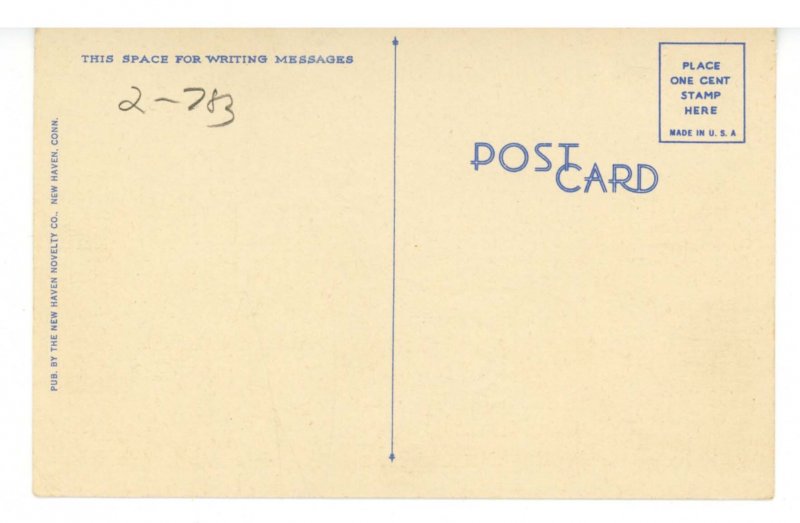 THIS SPACE FOR WRITING MESSAGES
2-783
PUB. BY THE NEW HAVEN NOVELTY CO., NEW HAVEN, CONN.
POST
CARD
PLACE
ONE CENT
STAMP
HERE
MADE IN U. S. A